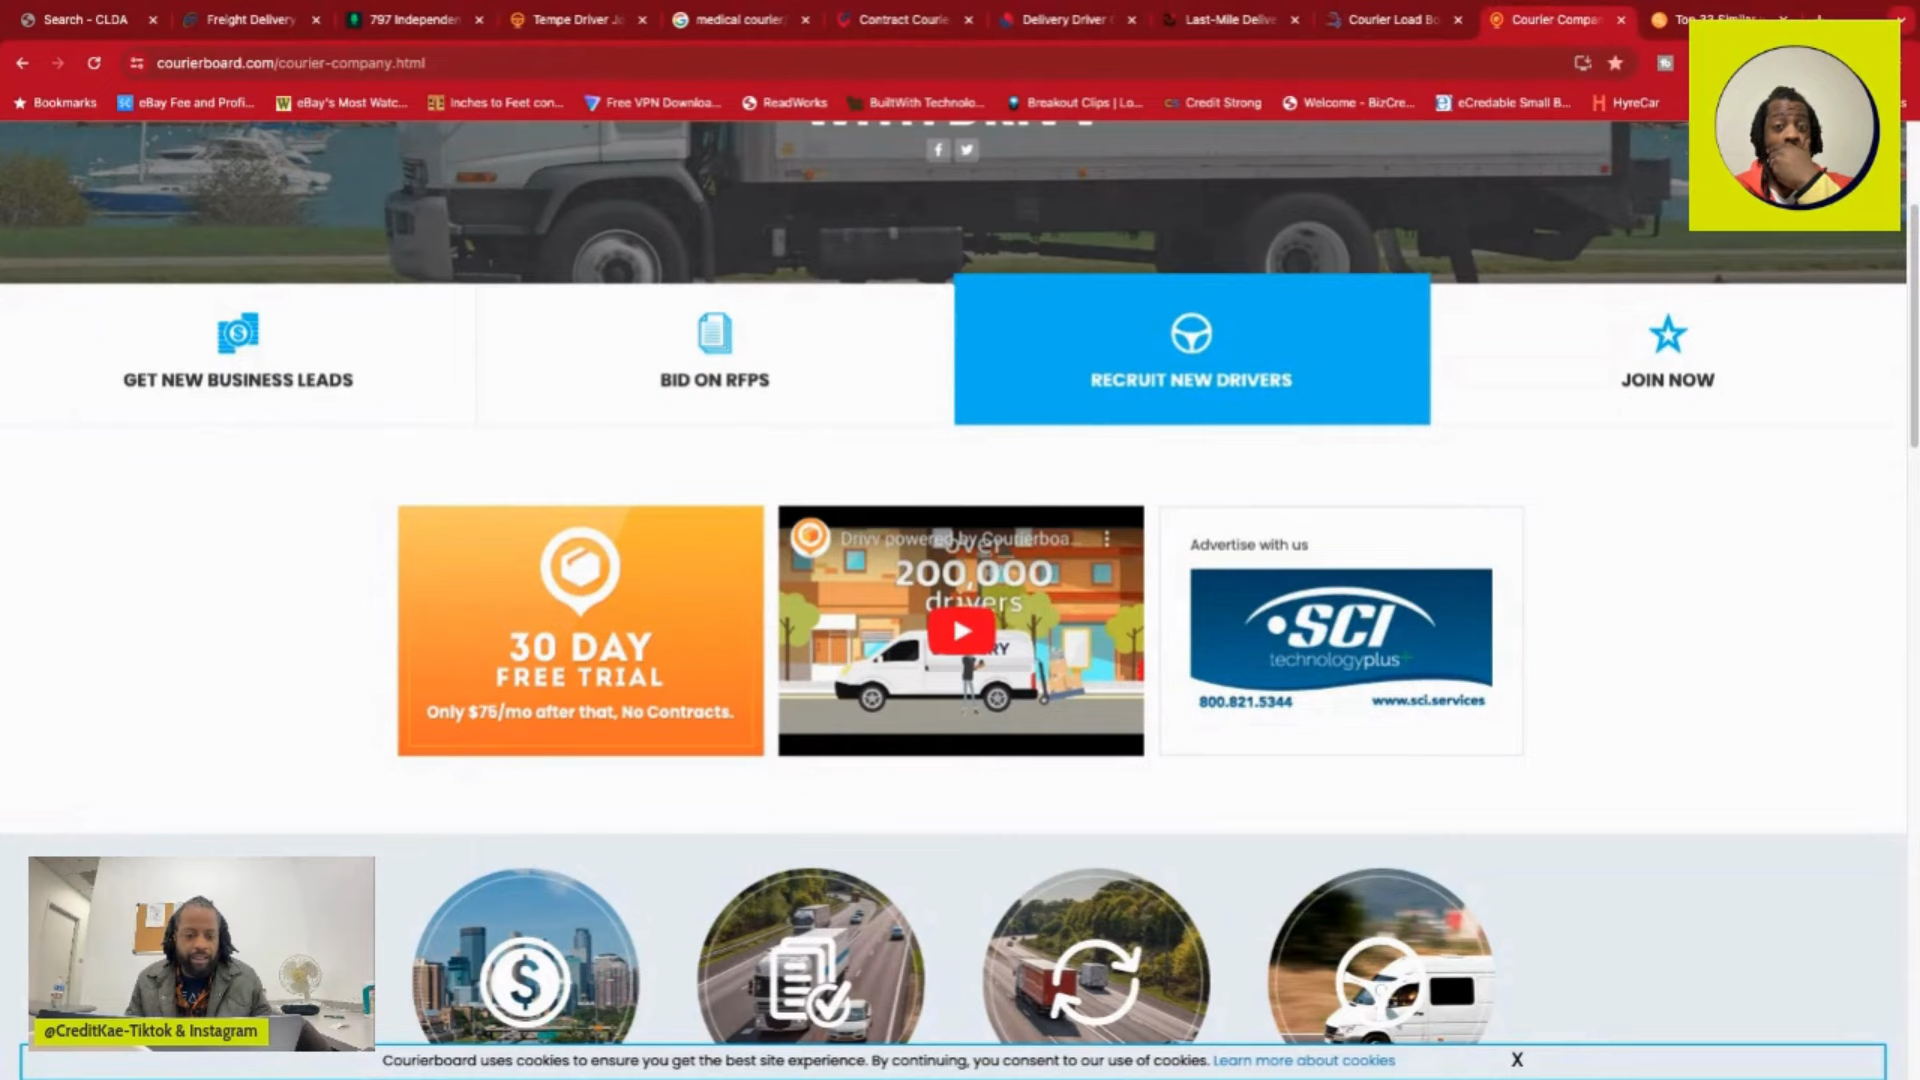 Search - CLDA
Freight Delivery
797 Independen
Tempe Driver Jo
medical courier
Contract Courie
Delivery Driver
Last-Mile Delive
Courier Load Bo
Courier Compa
courierboard.com/courier-company.html
Bookmarks
eBay Fee and Profi...
eBay's Most Watc...
Inches to Feet con...
Free VPN Downloa...
ReadWorks
BuiltWith Technolo...
Breakout Clips | Lo...
Credit Strong
Welcome - BizCre...
eCredable Small B...
HyreCar
GET NEW BUSINESS LEADS
BID ON RFPS
RECRUIT NEW DRIVERS
JOIN NOW
30 DAY
FREE TRIAL
Only $75/mo after that, No Contracts.
Drivv powered by Courierboa...
over
200,000
drivers
RY
Advertise with us
SCI
technologyplus+
800.821.5344
www.sci.services
@CreditKae-Tiktok & Instagram
Courierboard uses cookies to ensure you get the best site experience. By continuing, you consent to our use of cookies. Learn more about cookies
X